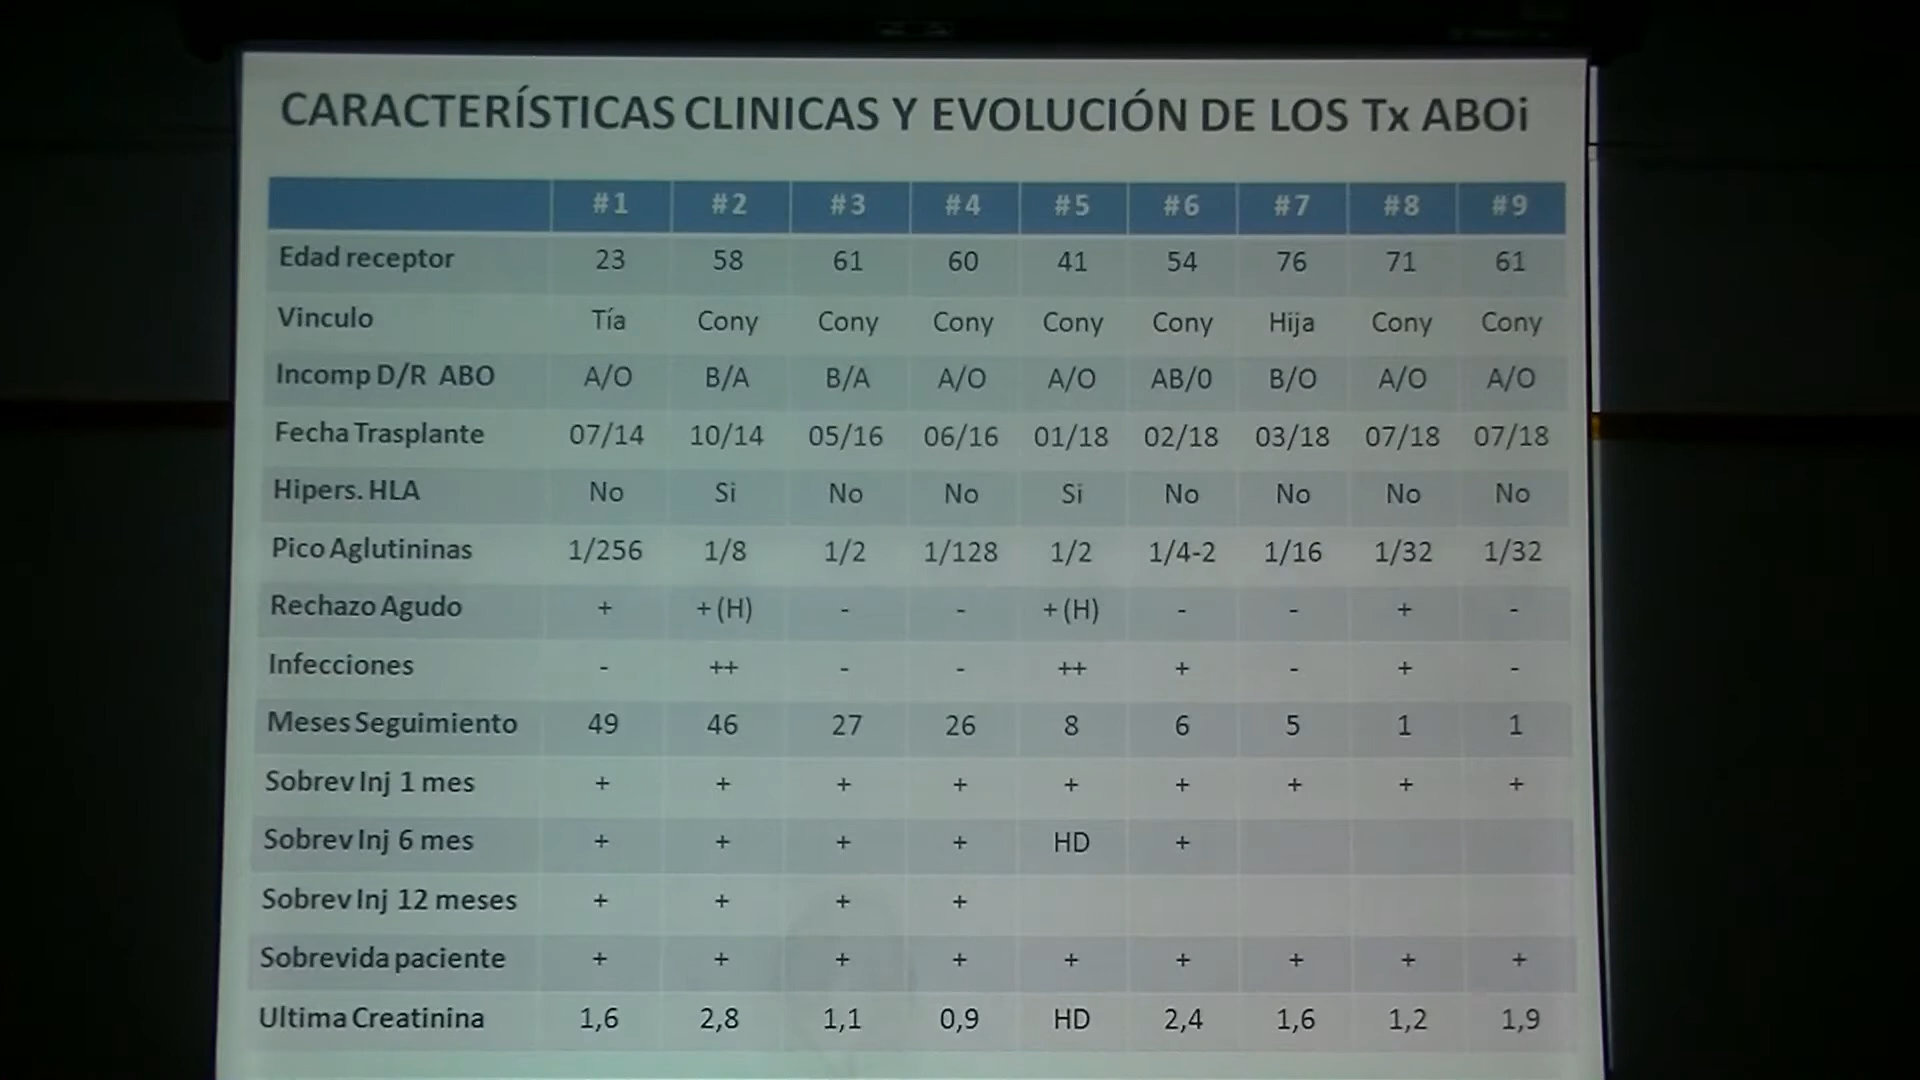 CARACTERÍSTICAS CLINICAS Y EVOLUCIÓN DE LOS Tx ABOi
#1 #2 #3 #4 #5 #6 #7 #8 #9
Edad receptor 23 58 61 60 41 54 76 71 61
Vinculo Tía Cony Cony Cony Cony Cony Hija Cony Cony
Incomp D/R ABO A/O B/A B/A A/O A/O AB/0 B/O A/O A/O
Fecha Trasplante 07/14 10/14 05/16 06/16 01/18 02/18 03/18 07/18 07/18
Hipers. HLA No Si No No Si No No No No
Pico Aglutininas 1/256 1/8 1/2 1/128 1/2 1/4-2 1/16 1/32 1/32
Rechazo Agudo + + (H) - - + (H) - - + -
Infecciones - ++ - - ++ + - + -
Meses Seguimiento 49 46 27 26 8 6 5 1 1
Sobrev Inj 1 mes + + + + + + + + +
Sobrev Inj 6 mes + + + + HD +
Sobrev Inj 12 meses + + + +
Sobrevida paciente + + + + + + + + +
Ultima Creatinina 1,6 2,8 1,1 0,9 HD 2,4 1,6 1,2 1,9